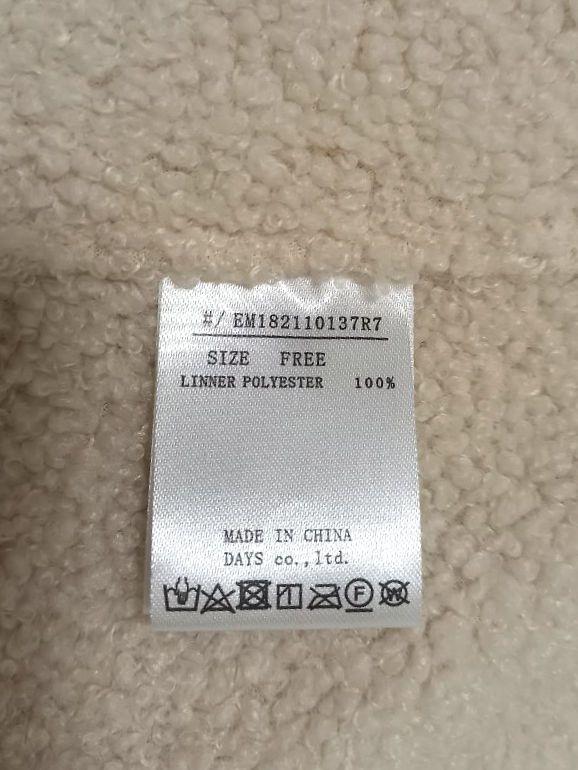 #/ EM182110137R7
SIZE FREE
LINNER POLYESTER 100%
MADE IN CHINA
DAYS co.,ltd.
F W